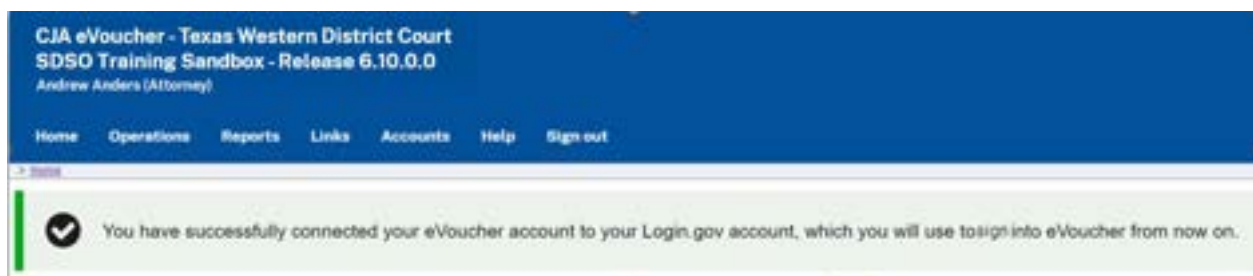 CJA eVoucher - Texas Western District Court
SDSO Training Sandbox - Release 6.10.0.0
Andrew Anders (Attorney)
Home Operations Reports Links Accounts Help Sign out
> Home
You have successfully connected your eVoucher account to your Login.gov account, which you will use tosign into eVoucher from now on.